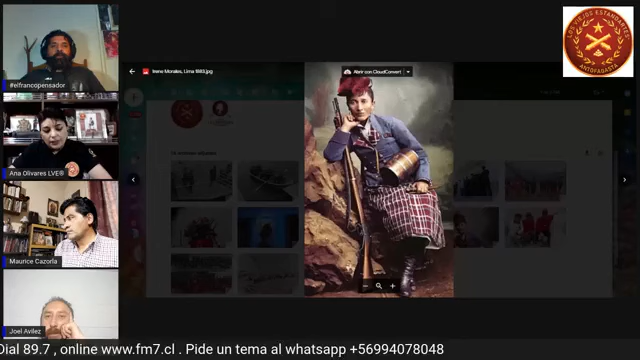 #elfrancopensador
Ana Olivares LVE®
Maurice Cazorla
Joel Avilez
Irene Morales, Lima 1883.jpg
Abrir con CloudConvert
LOS VIEJOS ESTANDARTES
ANTOFAGASTA
Dial 89.7 , online www.fm7.cl . Pide un tema al whatsapp +56994078048